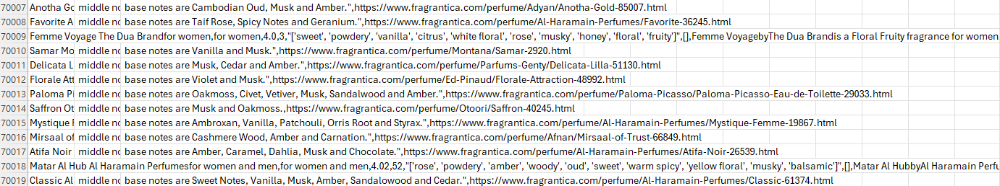 70007 Anotha Go middle no base notes are Cambodian Oud, Musk and Amber.",https://www.fragrantica.com/perfume/Adyan/Anotha-Gold-85007.html
70008 Favorite A middle no base notes are Taif Rose, Spicy Notes and Geranium.",https://www.fragrantica.com/perfume/Al-Haramain-Perfumes/Favorite-36245.html
70009 Femme Voyage The Dua Brandfor women,for women,4.0,3,"['sweet', 'powdery', 'vanilla', 'citrus', 'white floral', 'rose', 'musky', 'honey', 'floral', 'fruity']",[],Femme VoyagebyThe Dua Brandis a Floral Fruity fragrance for women.
70010 Samar Mo middle no base notes are Vanilla and Musk.",https://www.fragrantica.com/perfume/Montana/Samar-2920.html
70011 Delicata L middle no base notes are Musk, Cedar and Amber.",https://www.fragrantica.com/perfume/Parfums-Genty/Delicata-Lilla-51130.html
70012 Florale Att middle no base notes are Violet and Musk.",https://www.fragrantica.com/perfume/Ed-Pinaud/Florale-Attraction-48992.html
70013 Paloma Pi middle no base notes are Oakmoss, Civet, Vetiver, Musk, Sandalwood and Amber.",https://www.fragrantica.com/perfume/Paloma-Picasso/Paloma-Picasso-Eau-de-Toilette-29033.html
70014 Saffron Ot middle no base notes are Musk and Oakmoss.,https://www.fragrantica.com/perfume/Otoori/Saffron-40245.html
70015 Mystique F middle no base notes are Ambroxan, Vanilla, Patchouli, Orris Root and Styrax.",https://www.fragrantica.com/perfume/Al-Haramain-Perfumes/Mystique-Femme-19867.html
70016 Mirsaal of middle no base notes are Cashmere Wood, Amber and Carnation.",https://www.fragrantica.com/perfume/Afnan/Mirsaal-of-Trust-66849.html
70017 Atifa Noir middle no base notes are Amber, Caramel, Dahlia, Musk and Chocolate.",https://www.fragrantica.com/perfume/Al-Haramain-Perfumes/Atifa-Noir-26539.html
70018 Matar Al Hub Al Haramain Perfumesfor women and men,for women and men,4.02,52,"['rose', 'powdery', 'amber', 'woody', 'oud', 'sweet', 'warm spicy', 'yellow floral', 'musky', 'balsamic']",[],Matar Al HubbyAl Haramain Perfu
70019 Classic Al middle no base notes are Sweet Notes, Vanilla, Musk, Amber, Sandalowood and Cedar.",https://www.fragrantica.com/perfume/Al-Haramain-Perfumes/Classic-61374.html